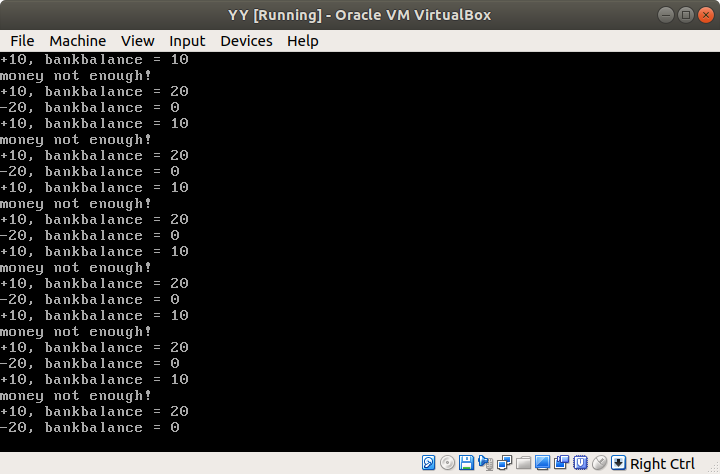 YY [Running] - Oracle VM VirtualBox
File Machine View Input Devices Help
+10, bankbalance = 10
money not enough!
+10, bankbalance = 20
-20, bankbalance = 0
+10, bankbalance = 10
money not enough!
+10, bankbalance = 20
-20, bankbalance = 0
+10, bankbalance = 10
money not enough!
+10, bankbalance = 20
-20, bankbalance = 0
+10, bankbalance = 10
money not enough!
+10, bankbalance = 20
-20, bankbalance = 0
+10, bankbalance = 10
money not enough!
+10, bankbalance = 20
-20, bankbalance = 0
+10, bankbalance = 10
money not enough!
+10, bankbalance = 20
-20, bankbalance = 0
Right Ctrl